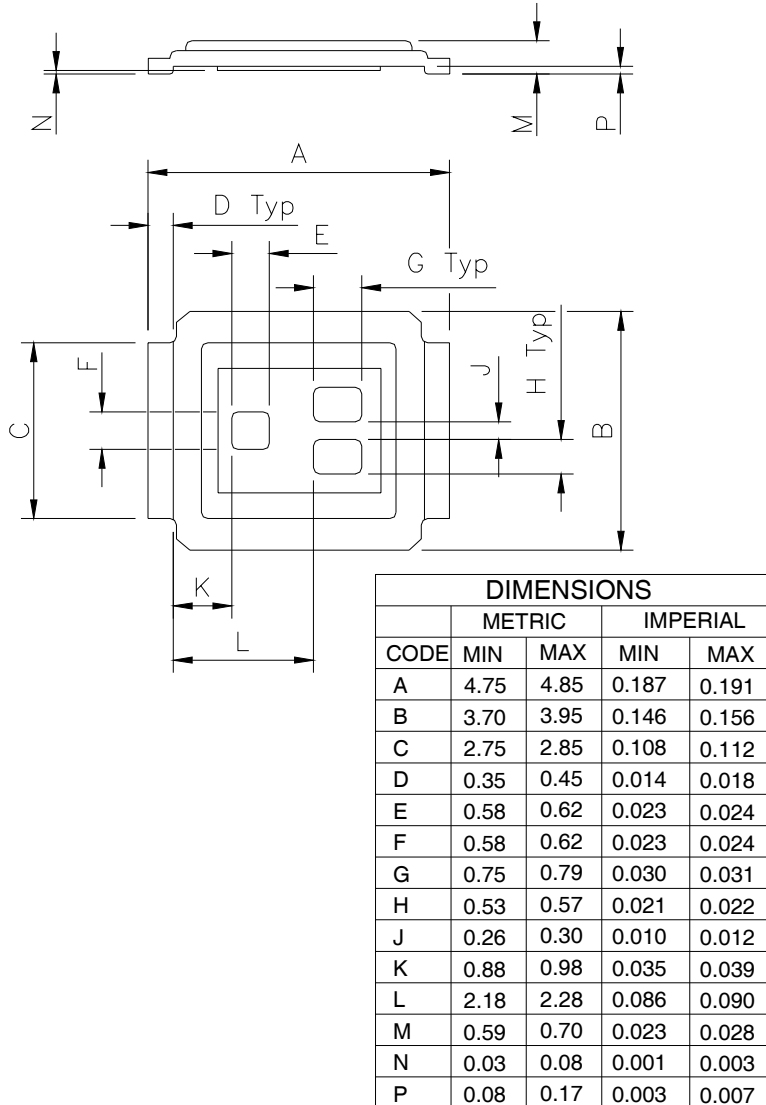 N
M
P
A
D Typ
E
G Typ
F
J
H Typ
C
B
K
L
DIMENSIONS
METRIC IMPERIAL
CODE MIN MAX MIN MAX
A 4.75 4.85 0.187 0.191
B 3.70 3.95 0.146 0.156
C 2.75 2.85 0.108 0.112
D 0.35 0.45 0.014 0.018
E 0.58 0.62 0.023 0.024
F 0.58 0.62 0.023 0.024
G 0.75 0.79 0.030 0.031
H 0.53 0.57 0.021 0.022
J 0.26 0.30 0.010 0.012
K 0.88 0.98 0.035 0.039
L 2.18 2.28 0.086 0.090
M 0.59 0.70 0.023 0.028
N 0.03 0.08 0.001 0.003
P 0.08 0.17 0.003 0.007